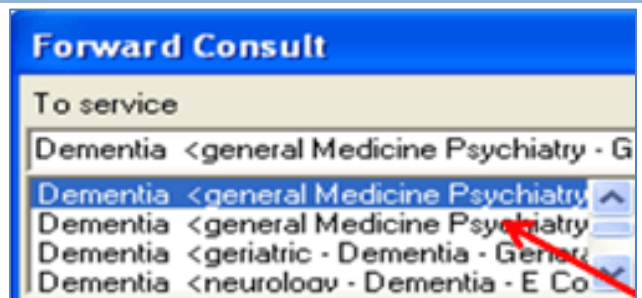 Forward Consult
To service
Dementia <general Medicine Psychiatry - G
Dementia <general Medicine Psychiatry
Dementia <general Medicine Psychiatry
Dementia <geriatric - Dementia - Genera
Dementia <neurology - Dementia - E Co